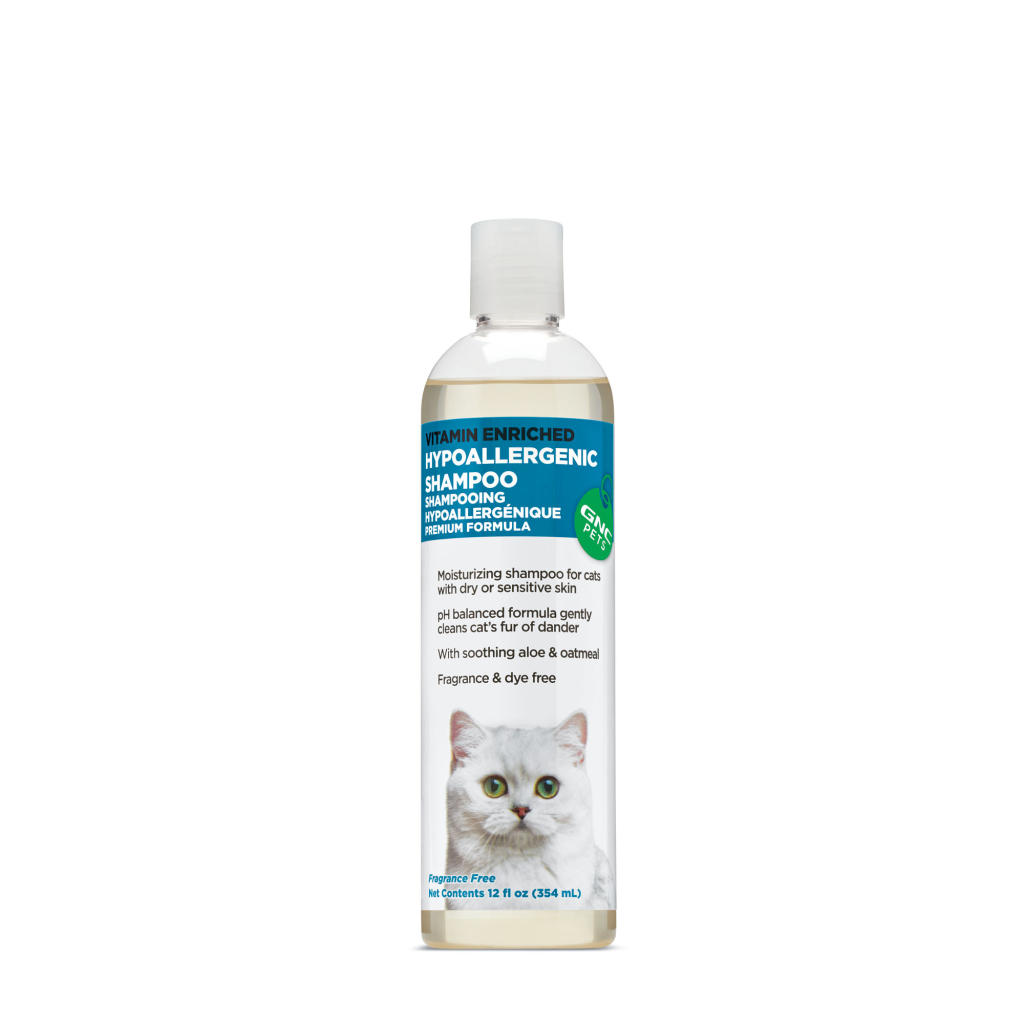 VITAMIN ENRICHED
HYPOALLERGENIC
SHAMPOO
SHAMPOOING
HYPOALLERGÉNIQUE
PREMIUM FORMULA
GNC
PETS
Moisturizing shampoo for cats
with dry or sensitive skin
pH balanced formula gently
cleans cat's fur of dander
With soothing aloe & oatmeal
Fragrance & dye free
Fragrance Free
Net Contents 12 fl oz (354 mL)